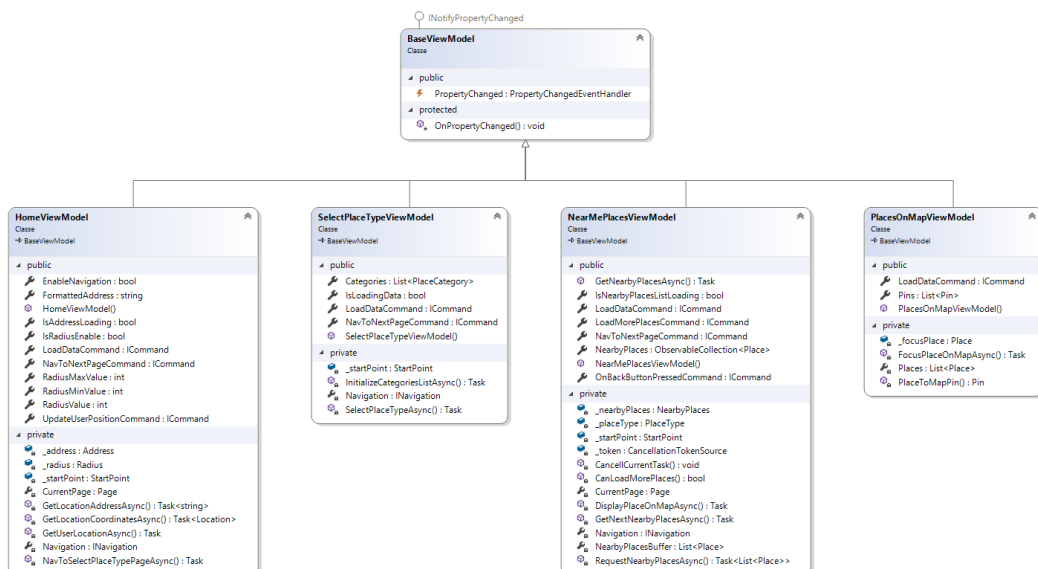 INotifyPropertyChanged
BaseViewModel
Classe
public
PropertyChanged : PropertyChangedEventHandler
protected
OnPropertyChanged() : void
HomeViewModel
Classe
BaseViewModel
public
EnableNavigation : bool
FormattedAddress : string
HomeViewModel()
IsAddressLoading : bool
IsRadiusEnable : bool
LoadDataCommand : ICommand
NavToNextPageCommand : ICommand
RadiusMaxValue : int
RadiusMinValue : int
RadiusValue : int
UpdateUserPositionCommand : ICommand
private
_address : Address
_radius : Radius
_startPoint : StartPoint
CurrentPage : Page
GetLocationAddressAsync() : Task<string>
GetLocationCoordinatesAsync() : Task<Location>
GetUserLocationAsync() : Task
Navigation : INavigation
NavToSelectPlaceTypePageAsync() : Task
SelectPlaceTypeViewModel
Classe
BaseViewModel
public
Categories : List<PlaceCategory>
IsLoadingData : bool
LoadDataCommand : ICommand
NavToNextPageCommand : ICommand
SelectPlaceTypeViewModel()
private
_startPoint : StartPoint
InitializeCategoriesListAsync() : Task
Navigation : INavigation
SelectPlaceTypeAsync() : Task
NearMePlacesViewModel
Classe
BaseViewModel
public
GetNearbyPlacesAsync() : Task
IsNearbyPlacesListLoading : bool
LoadDataCommand : ICommand
LoadMorePlacesCommand : ICommand
NavToNextPageCommand : ICommand
NearbyPlaces : ObservableCollection<Place>
NearMePlacesViewModel()
OnBackButtonPressedCommand : ICommand
private
_nearbyPlaces : NearbyPlaces
_placeType : PlaceType
_startPoint : StartPoint
_token : CancellationTokenSource
CancellCurrentTask() : void
CanLoadMorePlaces() : bool
CurrentPage : Page
DisplayPlaceOnMapAsync() : Task
GetNextNearbyPlacesAsync() : Task
Navigation : INavigation
NearbyPlacesBuffer : List<Place>
RequestNearbyPlacesAsync() : Task<List<Place>>
PlacesOnMapViewModel
Classe
BaseViewModel
public
LoadDataCommand : ICommand
Pins : List<Pin>
PlacesOnMapViewModel()
private
_focusPlace : Place
FocusPlaceOnMapAsync() : Task
Places : List<Place>
PlaceToMapPin() : Pin